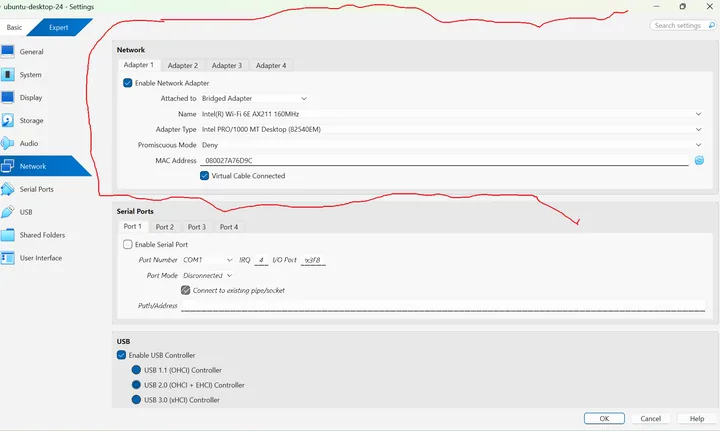 ubuntu-desktop-24 - Settings
Basic Expert
Search settings
General
System
Display
Storage
Audio
Network
Serial Ports
USB
Shared Folders
User Interface
Network
Adapter 1 Adapter 2 Adapter 3 Adapter 4
Enable Network Adapter
Attached to Bridged Adapter
Name Intel(R) Wi-Fi 6E AX211 160MHz
Adapter Type Intel PRO/1000 MT Desktop (82540EM)
Promiscuous Mode Deny
MAC Address 080027A76D9C
Virtual Cable Connected
Serial Ports
Port 1 Port 2 Port 3 Port 4
Enable Serial Port
Port Number COM1 IRQ 4 I/O Port 0x3F8
Port Mode Disconnected
Connect to existing pipe/socket
Path/Address
USB
Enable USB Controller
USB 1.1 (OHCI) Controller
USB 2.0 (OHCI + EHCI) Controller
USB 3.0 (xHCI) Controller
OK Cancel Help